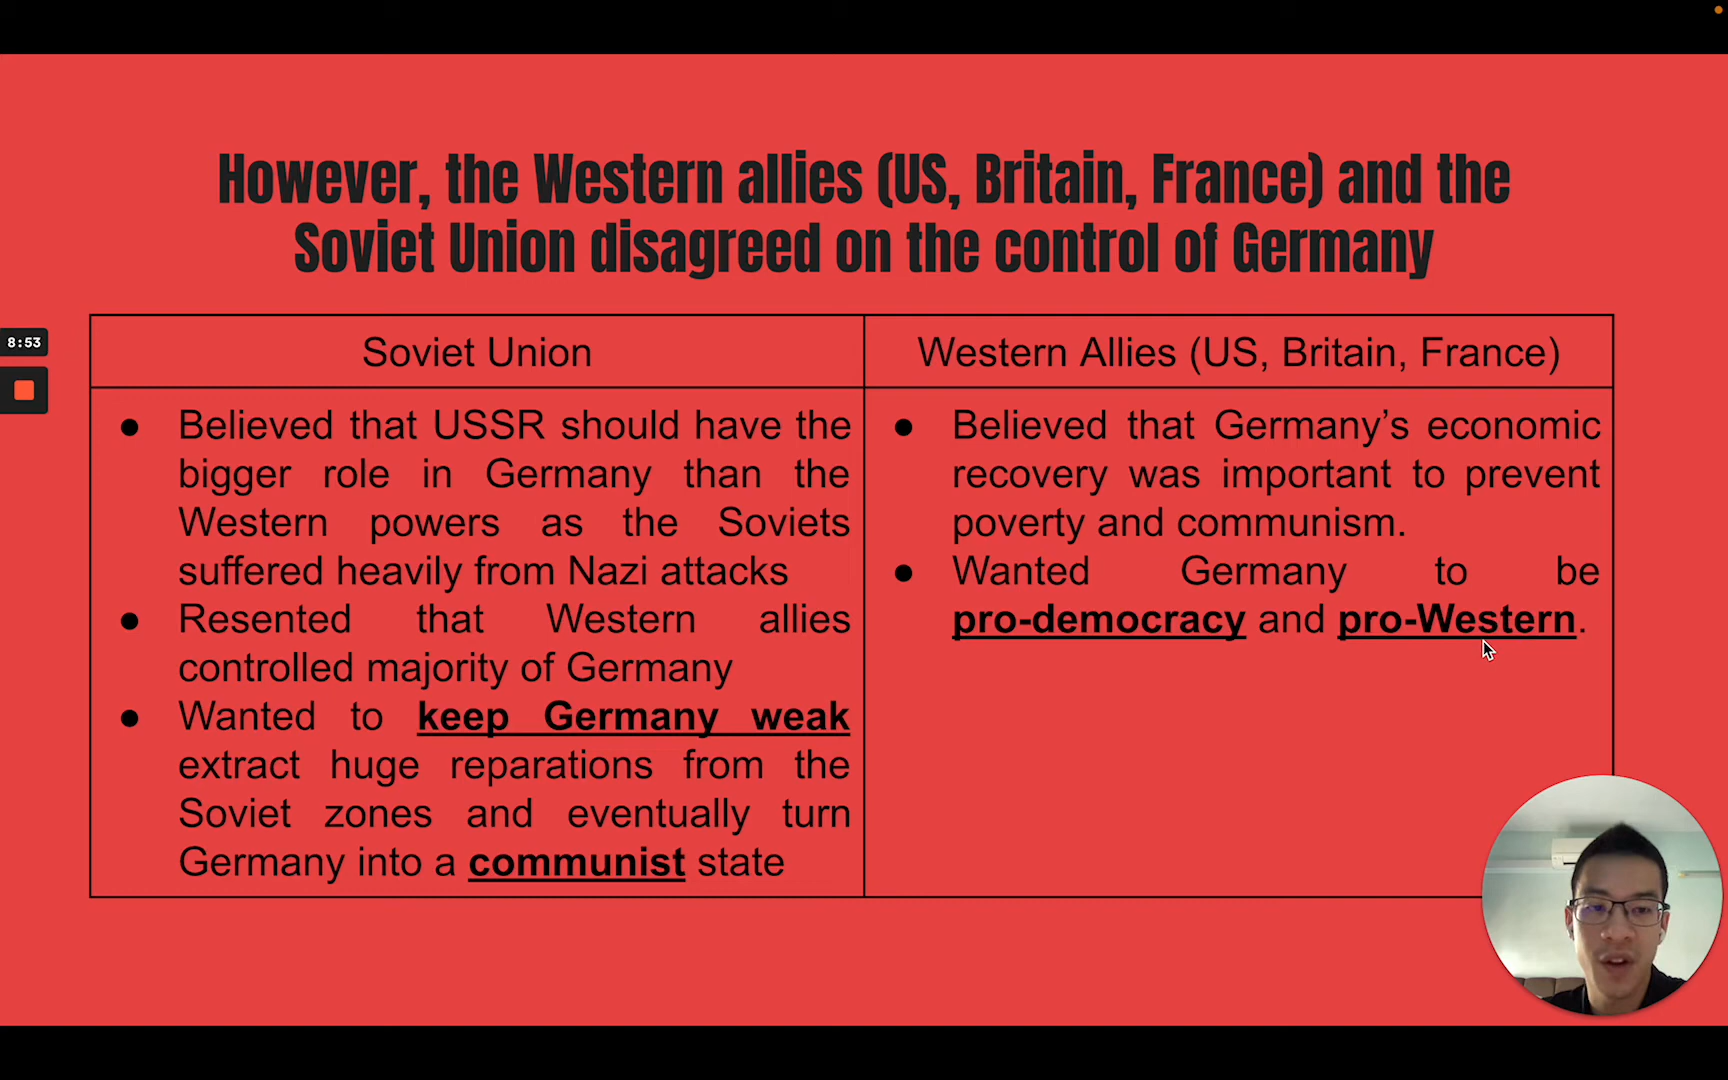 However, the Western allies (US, Britain, France) and the
Soviet Union disagreed on the control of Germany
8:53
Soviet Union
Western Allies (US, Britain, France)
● Believed that USSR should have the
bigger role in Germany than the
Western powers as the Soviets
suffered heavily from Nazi attacks
● Resented that Western allies
controlled majority of Germany
● Wanted to keep Germany weak
extract huge reparations from the
Soviet zones and eventually turn
Germany into a communist state
● Believed that Germany’s economic
recovery was important to prevent
poverty and communism.
● Wanted Germany to be
pro-democracy and pro-Western.